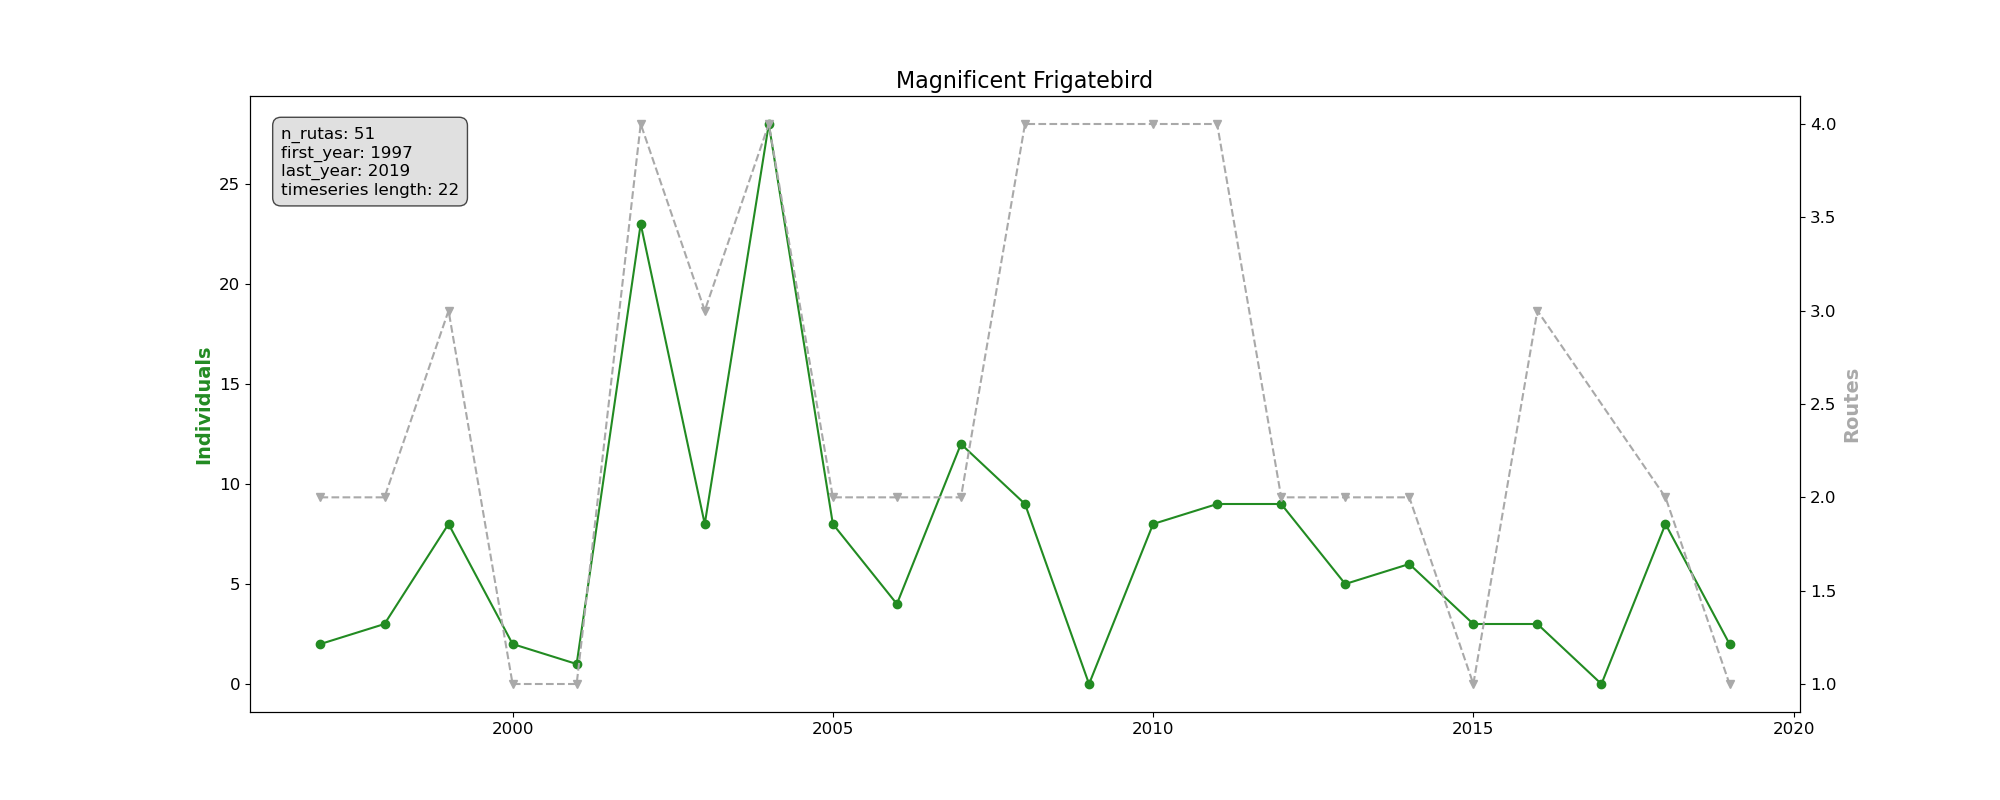 Magnificent Frigatebird
n_rutas: 51
first_year: 1997
last_year: 2019
timeseries length: 22
Individuals
25
20
15
10
5
0
4.0
3.5
3.0
2.5
2.0
1.5
1.0
Routes
2000
2005
2010
2015
2020